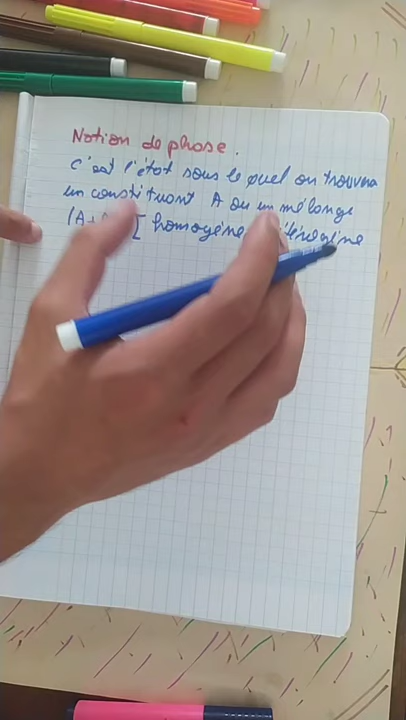 Notion de phase.
c'est l'état sous le quel on trouvera
un constituant A ou un mélange
(A+ [ homogène